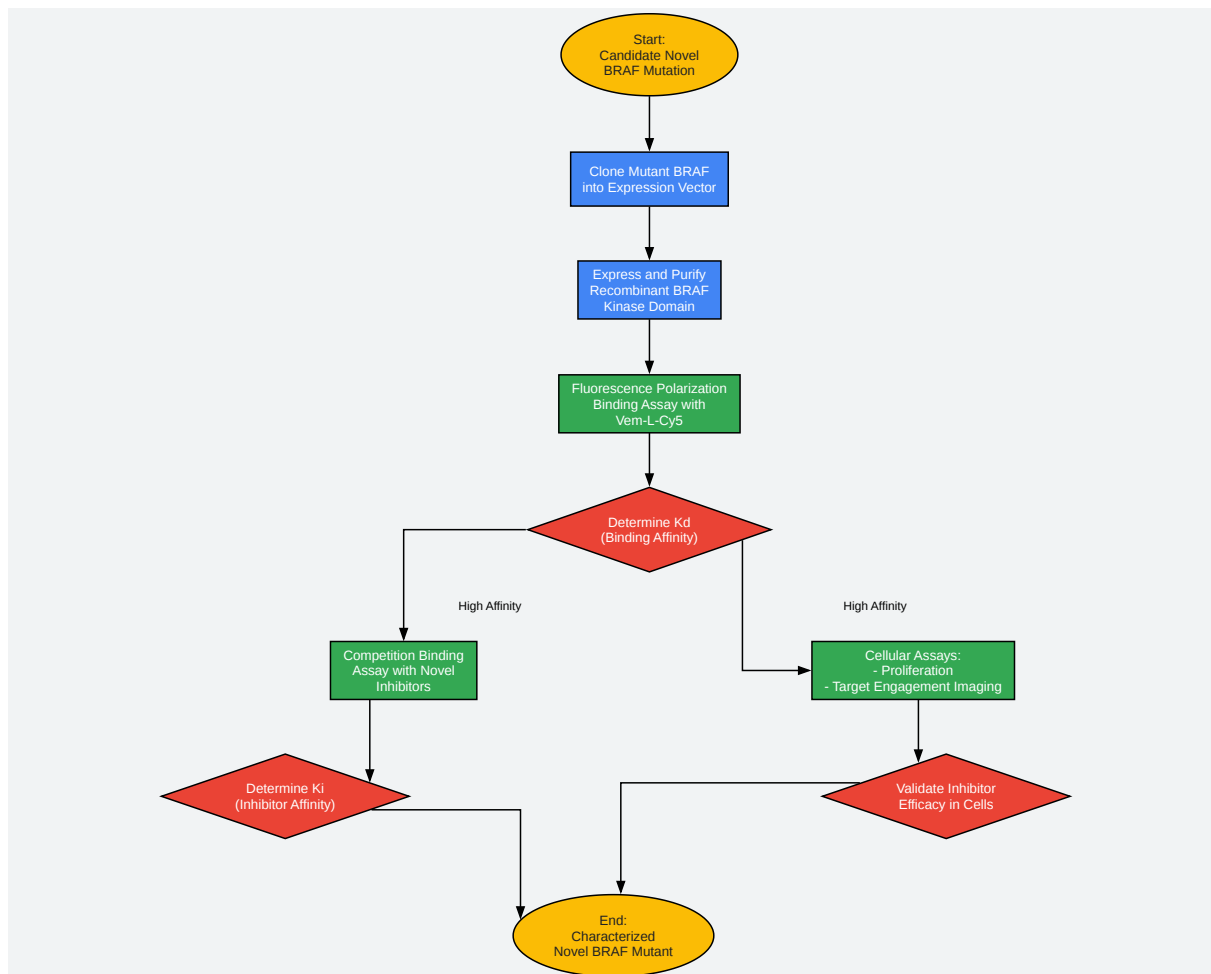 Start:
Candidate Novel
BRAF Mutation
Clone Mutant BRAF
into Expression Vector
Express and Purify
Recombinant BRAF
Kinase Domain
Fluorescence Polarization
Binding Assay with
Vem-L-Cy5
Determine Kd
(Binding Affinity)
High Affinity
High Affinity
Competition Binding
Assay with Novel
Inhibitors
Cellular Assays:
- Proliferation
- Target Engagement Imaging
Determine Ki
(Inhibitor Affinity)
Validate Inhibitor
Efficacy in Cells
End:
Characterized
Novel BRAF Mutant